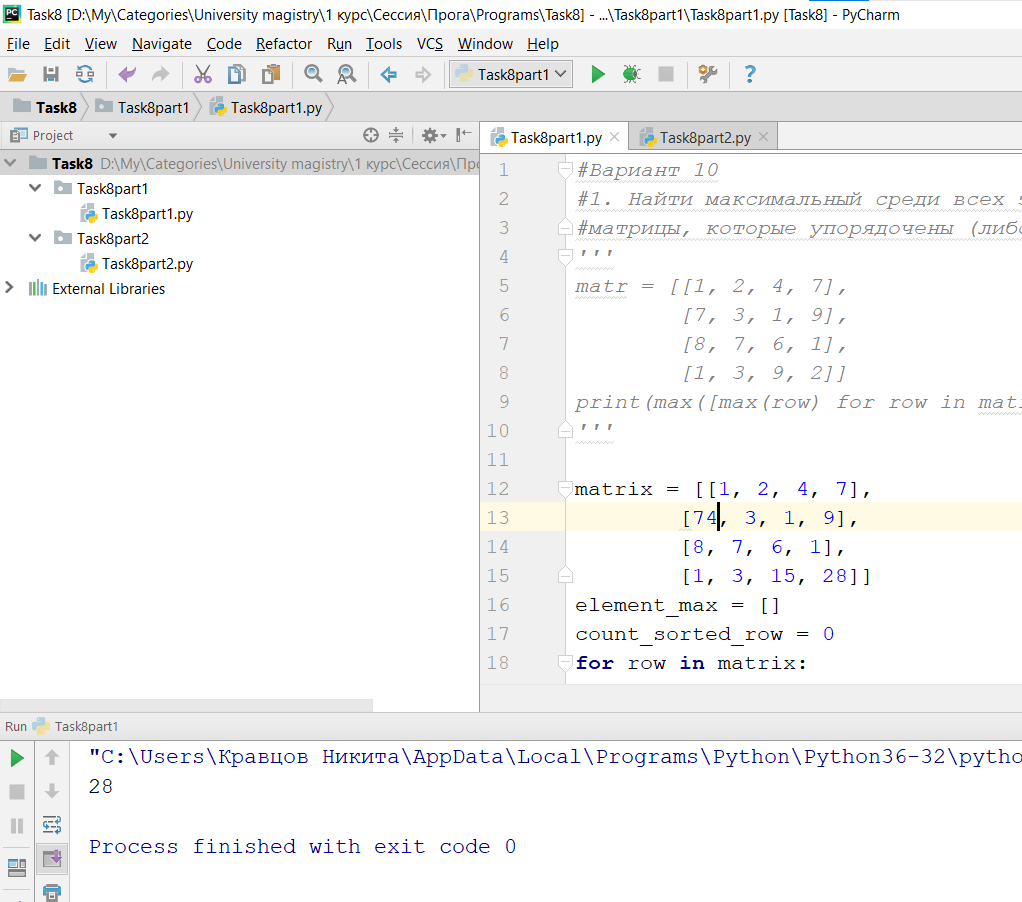 Task8 [D:\My\Categories\University magistry\1 курс\Сессия\Прога\Programs\Task8] - ...\Task8part1\Task8part1.py [Task8] - PyCharm
File Edit View Navigate Code Refactor Run Tools VCS Window Help
Task8part1
Task8 Task8part1 Task8part1.py
Project
Task8part1.py Task8part2.py
Task8 D:\My\Categories\University magistry\1 курс\Сессия\Про
Task8part1
Task8part1.py
Task8part2
Task8part2.py
External Libraries
1 #Вариант 10
2 #1. Найти максимальный среди всех
3 #матрицы, которые упорядочены (либо
4 '''
5 matr = [[1, 2, 4, 7],
6 [7, 3, 1, 9],
7 [8, 7, 6, 1],
8 [1, 3, 9, 2]]
9 print(max([max(row) for row in matr
10 '''
11
12 matrix = [[1, 2, 4, 7],
13 [74, 3, 1, 9],
14 [8, 7, 6, 1],
15 [1, 3, 15, 28]]
16 element_max = []
17 count_sorted_row = 0
18 for row in matrix:
Run Task8part1
"C:\Users\Кравцов Никита\AppData\Local\Programs\Python\Python36-32\pytho
28
Process finished with exit code 0